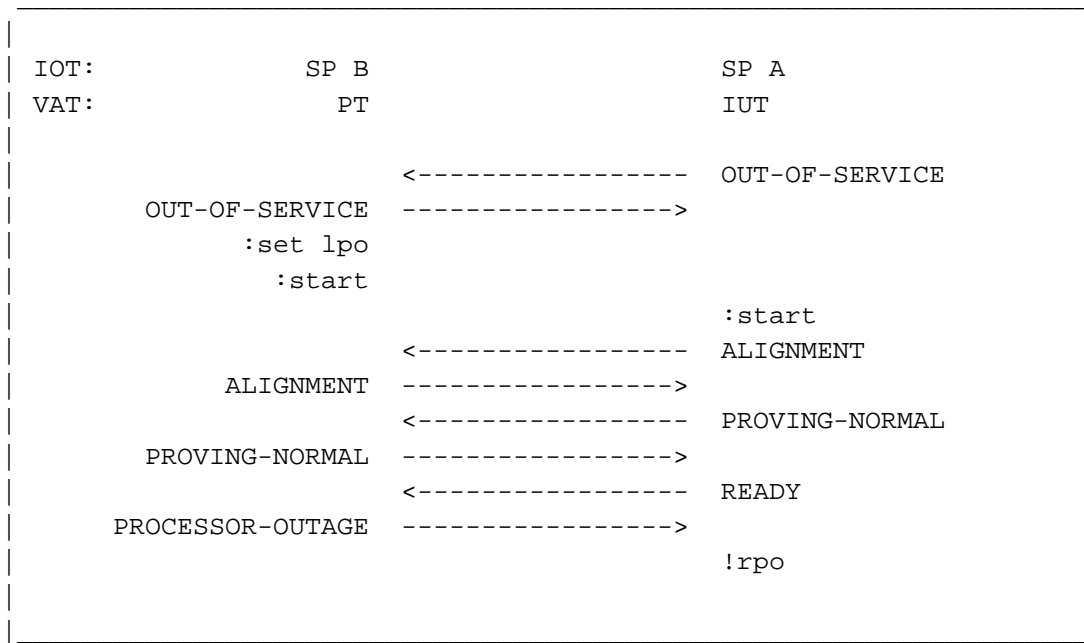 IOT: SP B SP A
VAT: PT IUT
<----------------- OUT-OF-SERVICE
OUT-OF-SERVICE ----------------->
:set lpo
:start
:start
<----------------- ALIGNMENT
ALIGNMENT ----------------->
<----------------- PROVING-NORMAL
PROVING-NORMAL ----------------->
<----------------- READY
PROCESSOR-OUTAGE ----------------->
!rpo